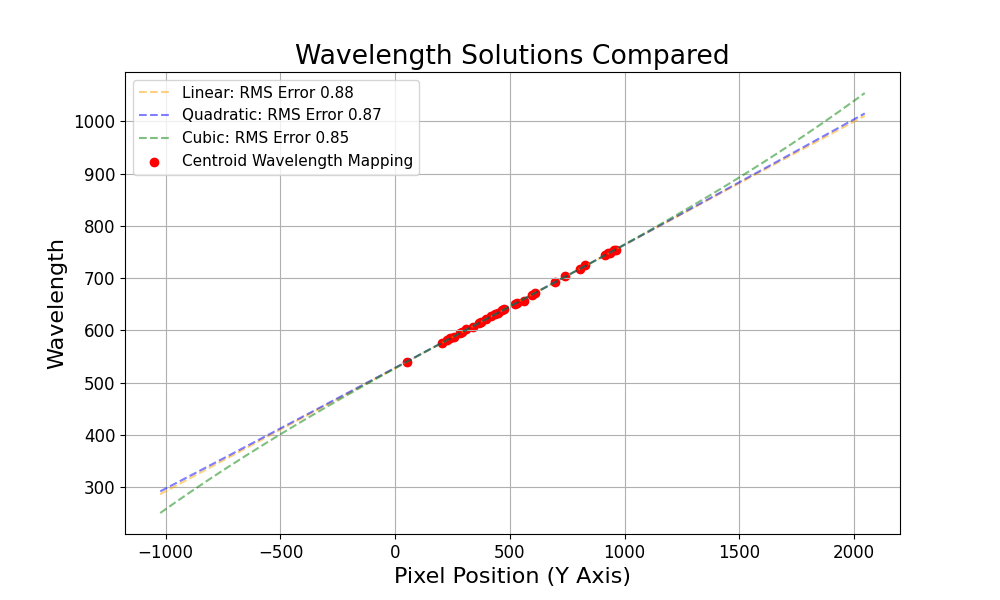 Wavelength Solutions Compared
Linear: RMS Error 0.88
Quadratic: RMS Error 0.87
Cubic: RMS Error 0.85
Centroid Wavelength Mapping
Wavelength
1000
900
800
700
600
500
400
300
−1000
−500
0
500
1000
1500
2000
Pixel Position (Y Axis)